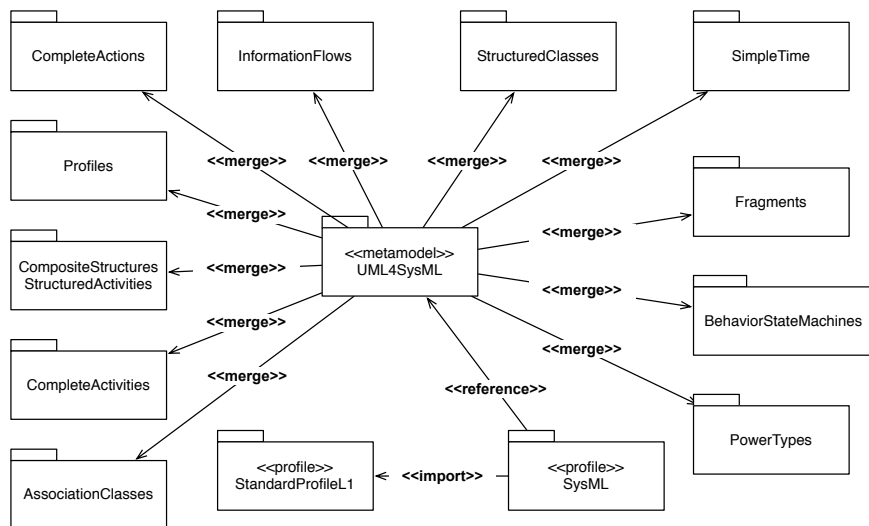 CompleteActions
InformationFlows
StructuredClasses
SimpleTime
Profiles
<<merge>>
<<merge>>
<<merge>>
<<merge>>
Fragments
<<merge>>
<<merge>>
<<metamodel>>
UML4SysML
CompositeStructures
StructuredActivities
<<merge>>
<<merge>>
BehaviorStateMachines
<<merge>>
<<merge>>
CompleteActivities
<<merge>>
<<reference>>
PowerTypes
AssociationClasses
<<profile>>
StandardProfileL1
<<import>>
<<profile>>
SysML